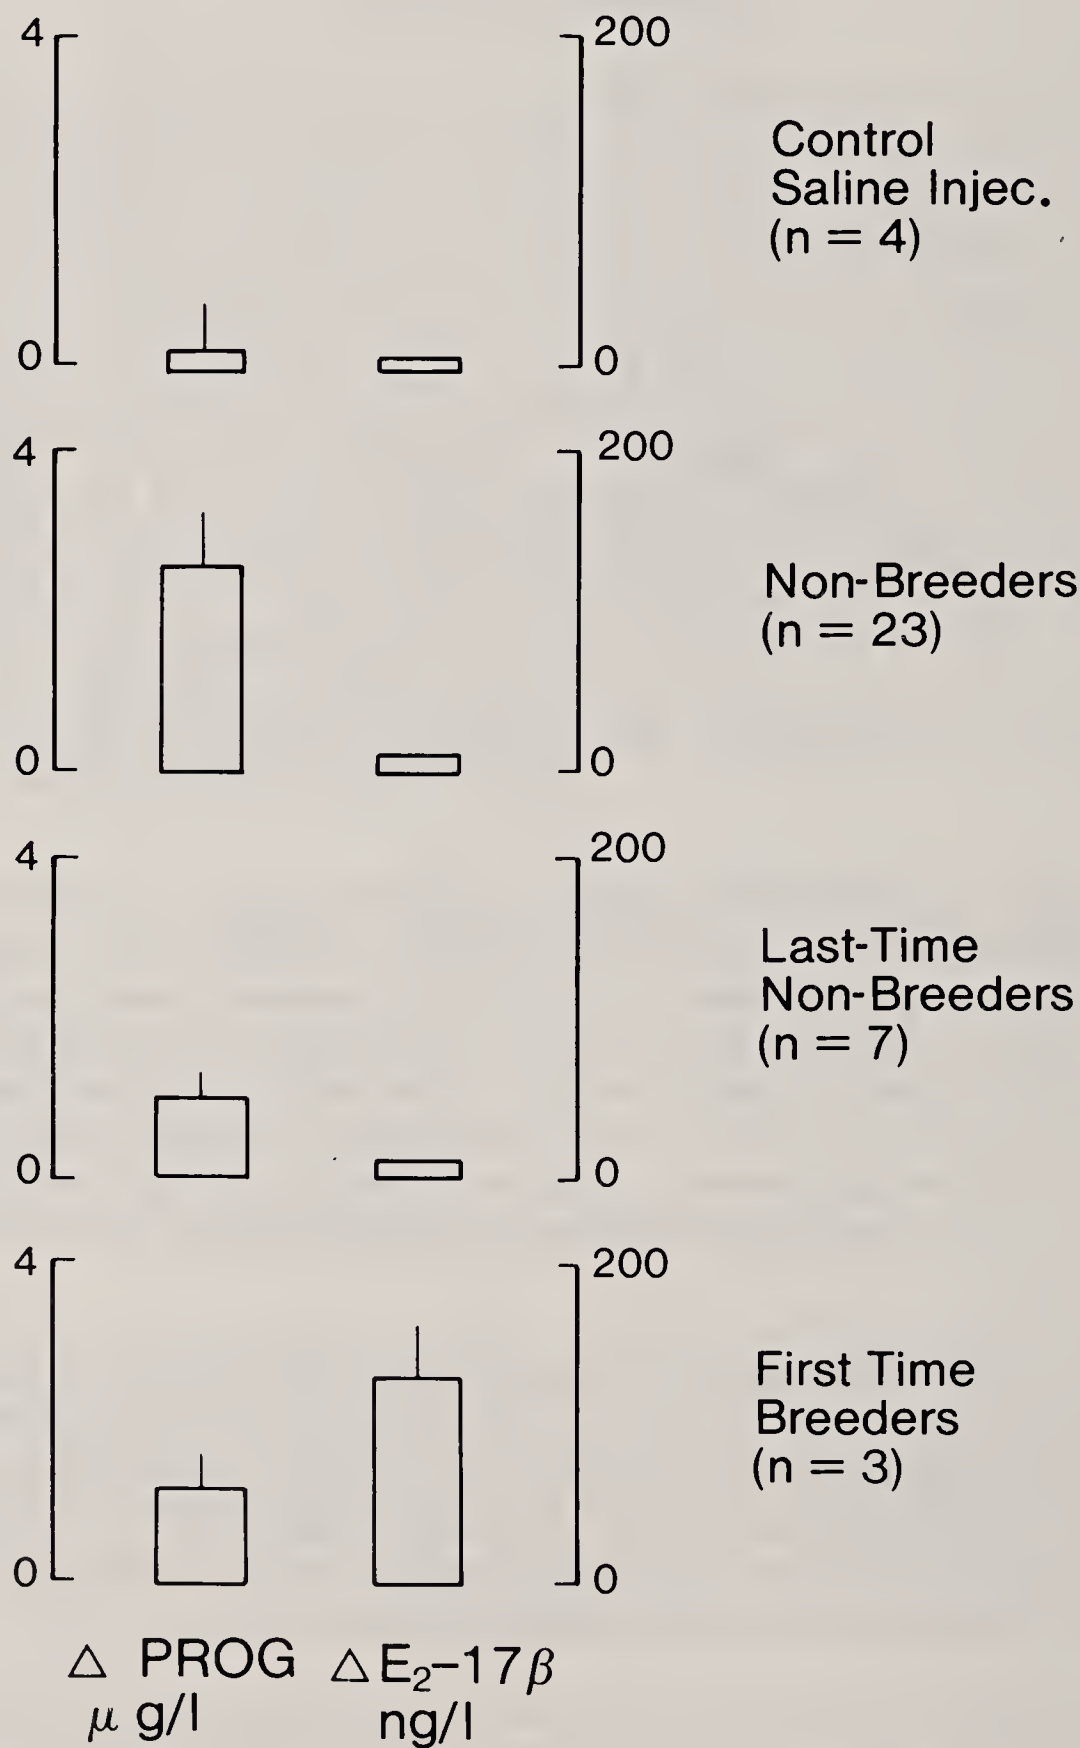 4
200
Control
Saline Injec.
(n = 4)
0
0
4
200
Non-Breeders
(n = 23)
0
0
4
200
Last-Time
Non-Breeders
(n = 7)
0
0
4
200
First Time
Breeders
(n = 3)
0
0
△ PROG △ E₂-17β
μ g/l ng/l